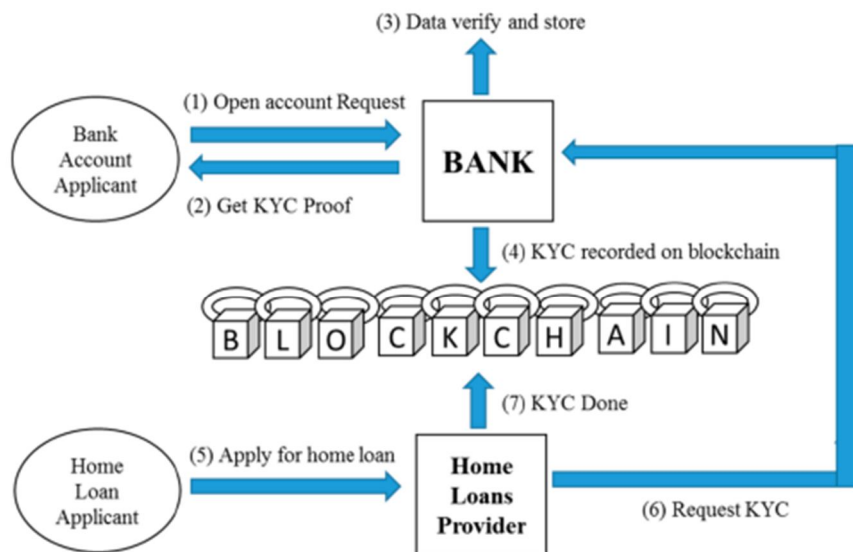 (3) Data verify and store
(1) Open account Request
Bank
Account
Applicant
BANK
(2) Get KYC Proof
(4) KYC recorded on blockchain
BLOCKCHAIN
(7) KYC Done
(5) Apply for home loan
Home
Loan
Applicant
Home
Loans
Provider
(6) Request KYC